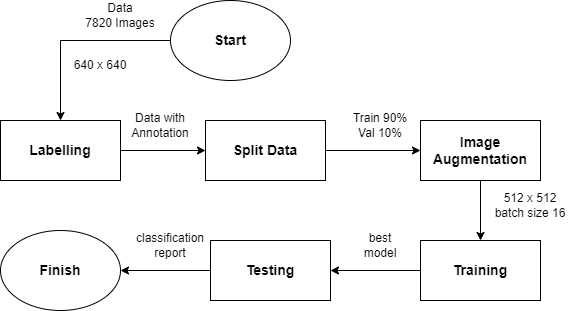 Data
7820 Images
Start
640 x 640
Labelling
Data with
Annotation
Split Data
Train 90%
Val 10%
Image
Augmentation
512 x 512
batch size 16
Training
best
model
Testing
classification
report
Finish